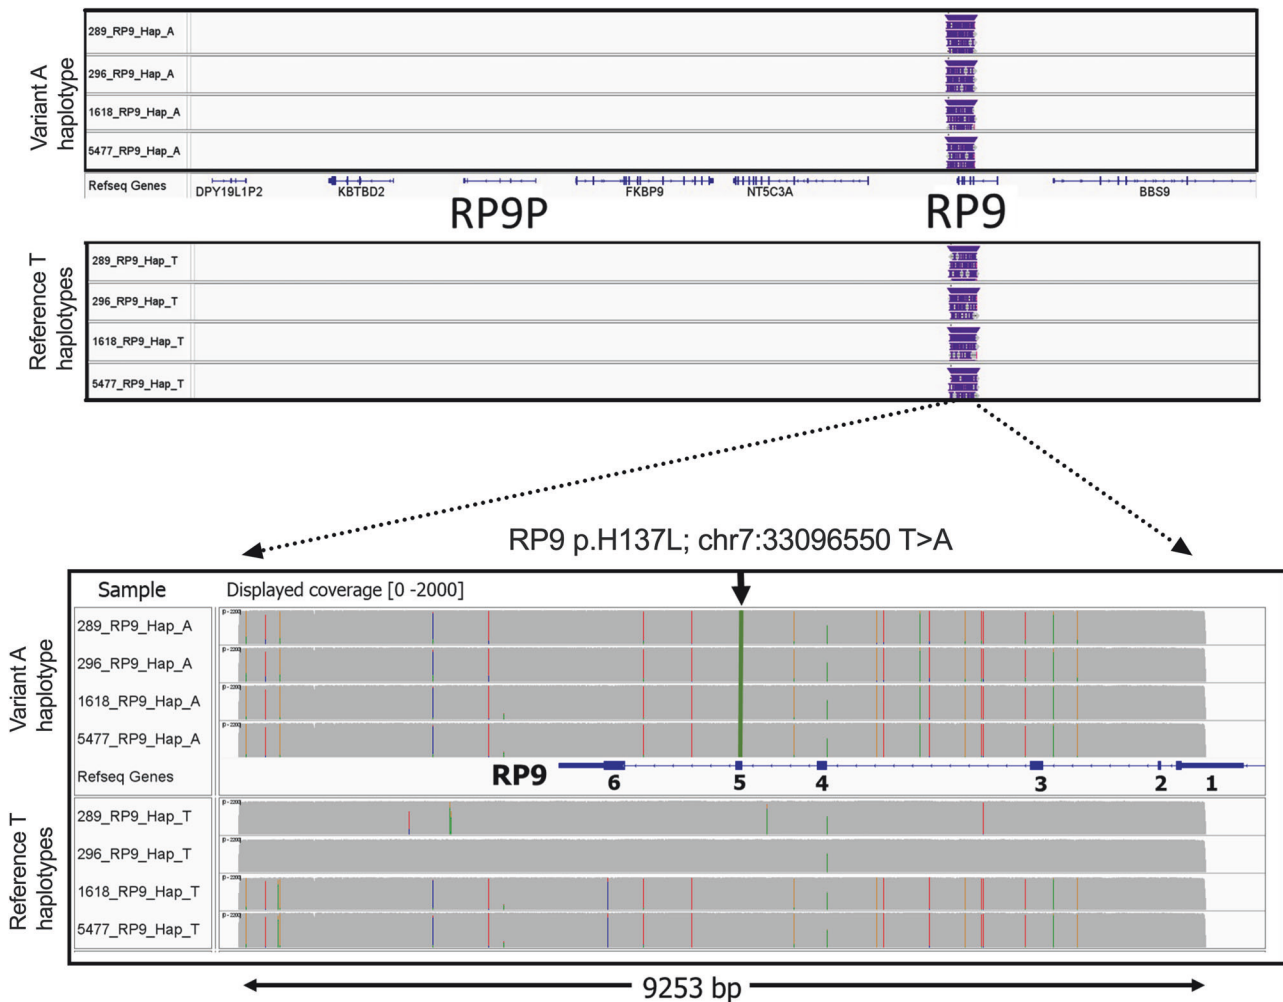 Variant A
haplotype
289_RP9_Hap_A
296_RP9_Hap_A
1618_RP9_Hap_A
5477_RP9_Hap_A
Refseq Genes
DPY19L1P2
KBTBD2
RP9P
FKBP9
NT5C3A
RP9
BBS9
Reference T
haplotypes
289_RP9_Hap_T
296_RP9_Hap_T
1618_RP9_Hap_T
5477_RP9_Hap_T
RP9 p.H137L; chr7:33096550 T>A
Sample
Displayed coverage [0 -2000]
Variant A
haplotype
289_RP9_Hap_A
296_RP9_Hap_A
1618_RP9_Hap_A
5477_RP9_Hap_A
Refseq Genes
RP9
6
5
4
3
2
1
Reference T
haplotypes
289_RP9_Hap_T
296_RP9_Hap_T
1618_RP9_Hap_T
5477_RP9_Hap_T
9253 bp